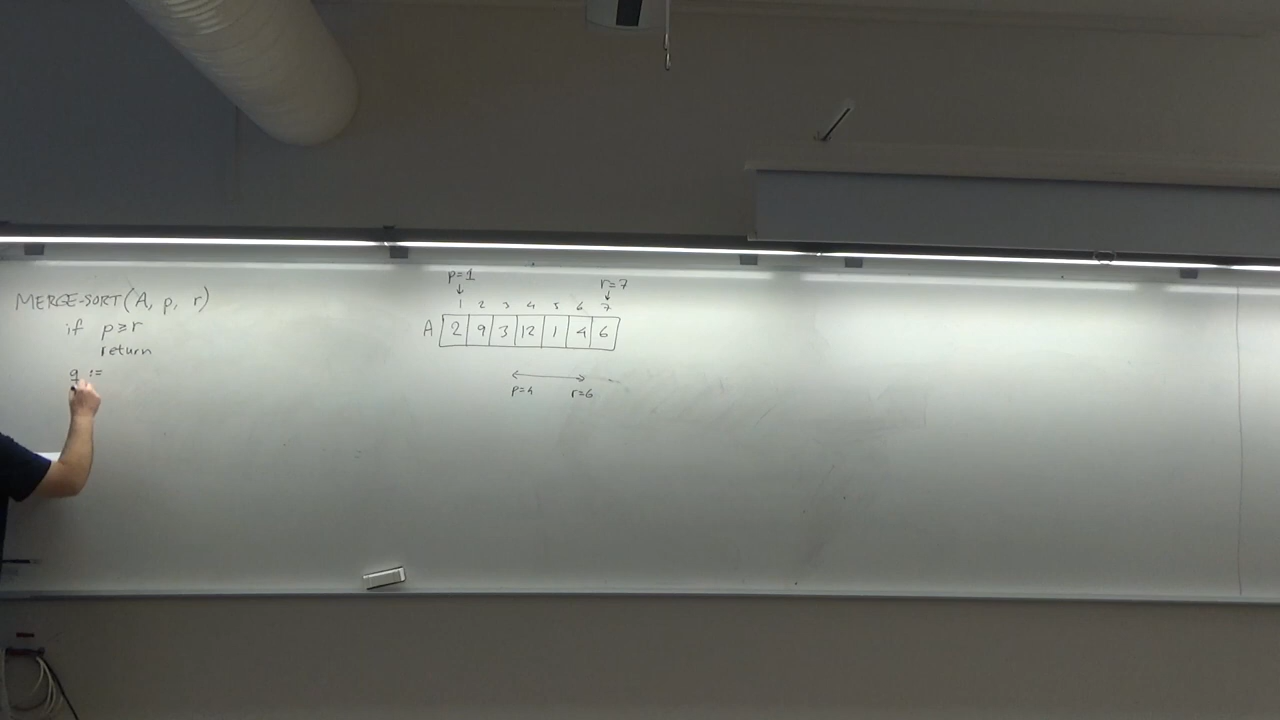 MERGE-SORT(A, p, r)
if p≥r
return
q :=
p=1
r=7
1 2 3 4 5 6 7
A 2 9 3 12 1 4 6
p=4 r=6